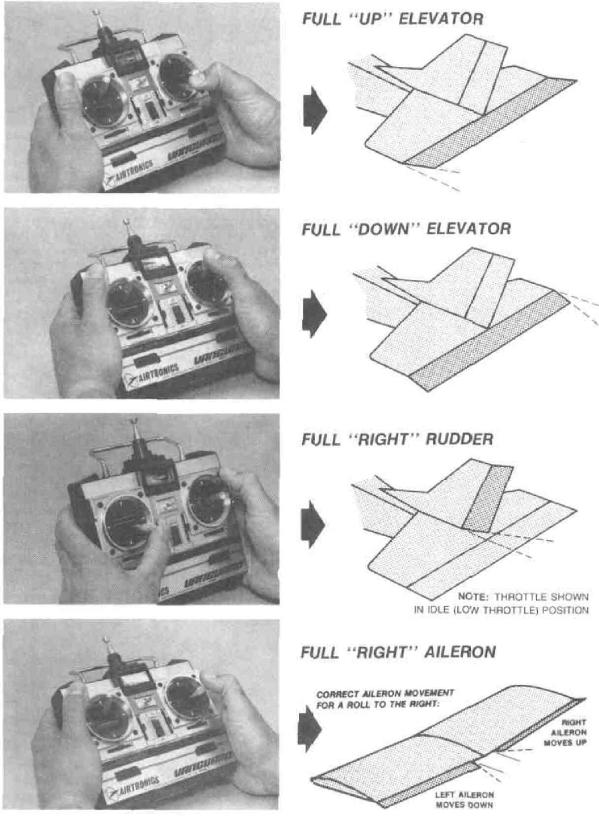 FULL “UP” ELEVATOR
AIRTRONICS
VANGUARD
FULL “DOWN” ELEVATOR
AIRTRONICS
VANGUARD
FULL “RIGHT” RUDDER
NOTE: THROTTLE SHOWN
IN IDLE (LOW THROTTLE) POSITION
FULL “RIGHT” AILERON
CORRECT AILERON MOVEMENT
FOR A ROLL TO THE RIGHT:
RIGHT
AILERON
MOVES UP
LEFT AILERON
MOVES DOWN
AIRTRONICS
VANGUARD